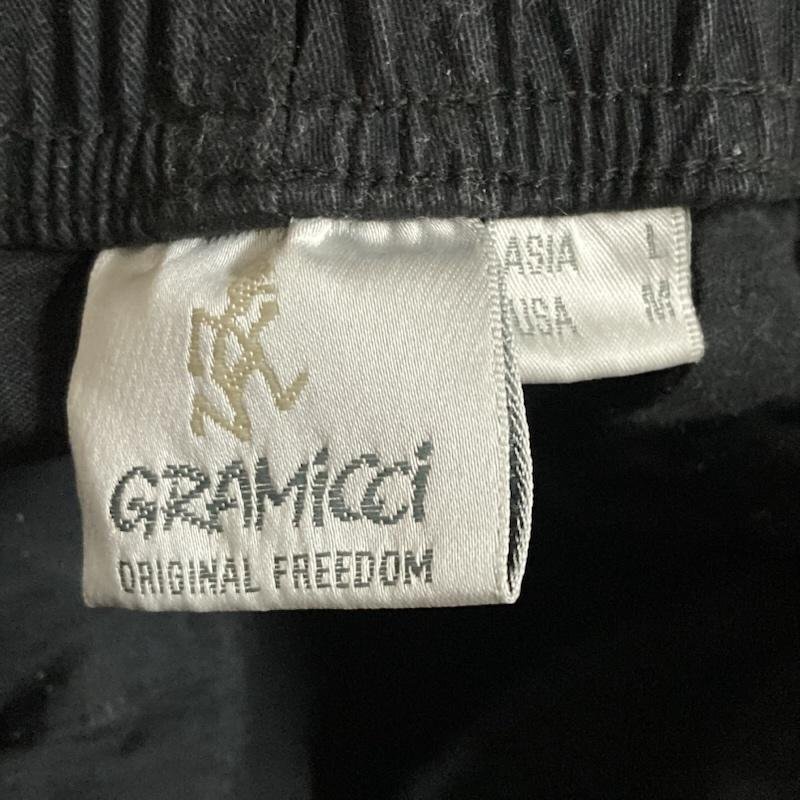 GRAMiCCi
ORIGINAL FREEDOM
ASIA L
USA M